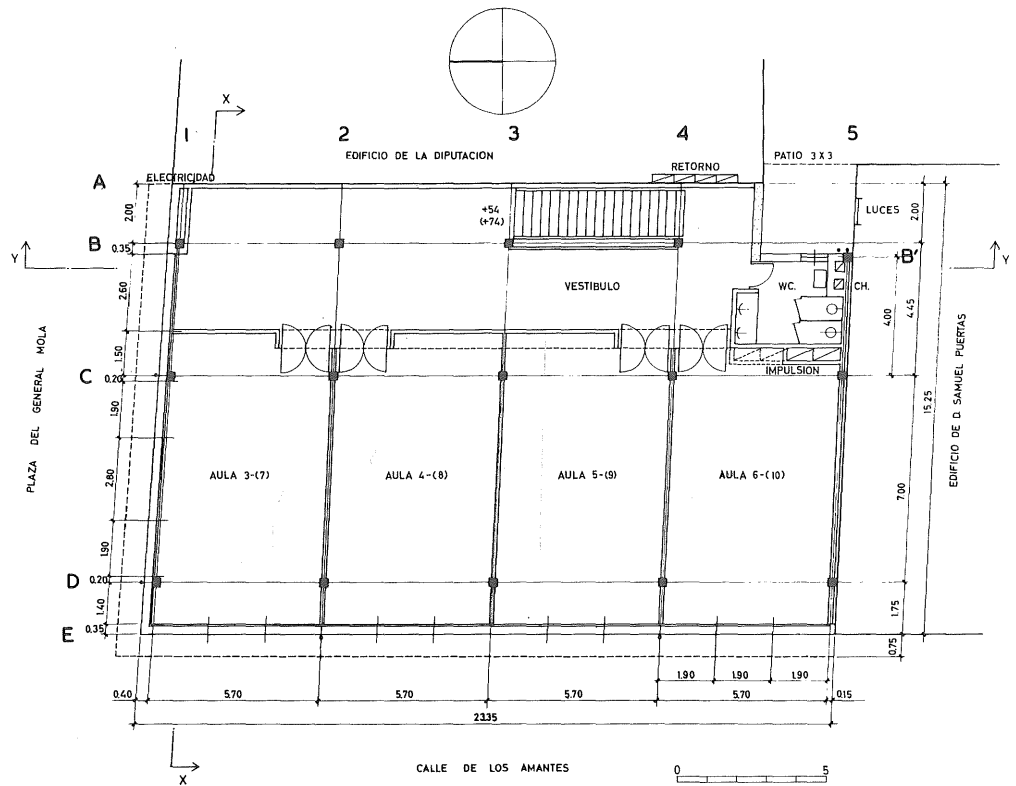 X
1
2
3
4
5
EDIFICIO DE LA DIPUTACION
PATIO 3 X 3
RETORNO
ELECTRICIDAD
A
2.00
+54
(+74)
LUCES
2.00
B
0.35
B'
Y
Y
2.60
VESTIBULO
WC.
CH.
4.00
4.45
1.50
C
0.20
IMPULSION
PLAZA DEL GENERAL MOLA
EDIFICIO DE D. SAMUEL PUERTAS
15.25
1.90
AULA 3-(7)
AULA 4-(8)
AULA 5-(9)
AULA 6-(10)
2.80
7.00
1.90
D
0.20
1.40
1.75
E
0.35
0.75
1.90
1.90
1.90
0.40
5.70
5.70
5.70
5.70
0.15
23.35
X
CALLE DE LOS AMANTES
0
5